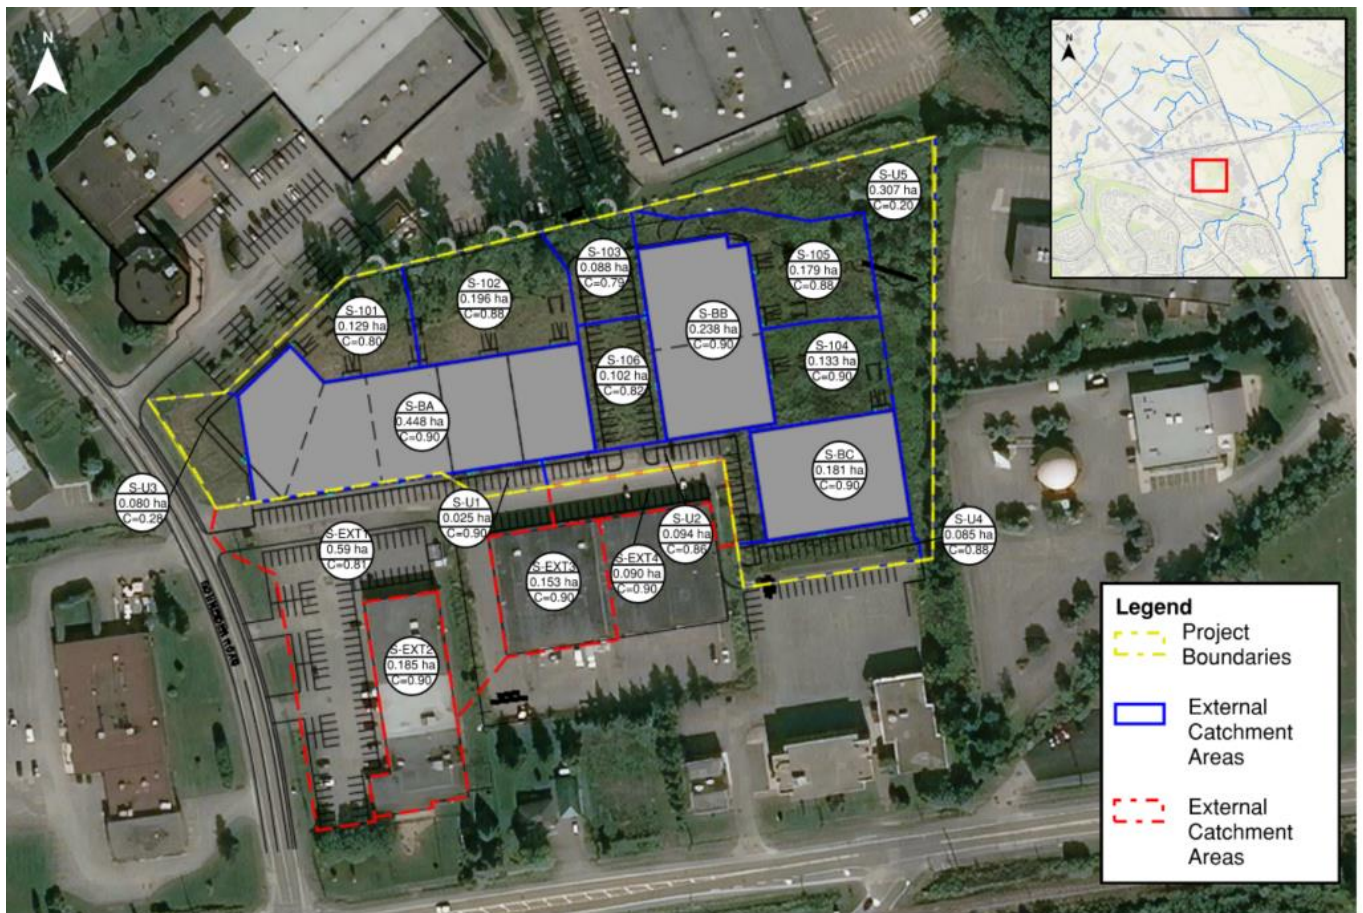 N
N
S-U5
0.307 ha
C=0.20
S-103
0.088 ha
C=0.79
S-105
0.179 ha
C=0.88
S-102
0.196 ha
C=0.88
S-101
0.129 ha
C=0.80
S-BB
0.238 ha
C=0.90
S-106
0.102 ha
C=0.82
S-104
0.133 ha
C=0.90
S-BA
0.448 ha
C=0.90
S-BC
0.181 ha
C=0.90
S-U3
0.080 ha
C=0.28
S-U1
0.025 ha
C=0.90
S-U2
0.094 ha
C=0.86
S-U4
0.085 ha
C=0.88
S-EXT1
0.59 ha
C=0.81
S-EXT3
0.153 ha
C=0.90
S-EXT4
0.090 ha
C=0.90
S-EXT2
0.185 ha
C=0.90
Legend
Project
Boundaries
External
Catchment
Areas
External
Catchment
Areas